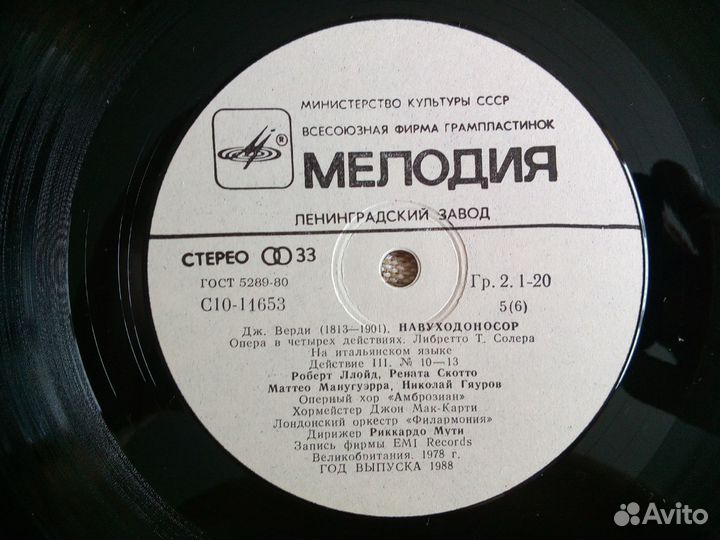 МИНИСТЕРСТВО КУЛЬТУРЫ СССР
ВСЕСОЮЗНАЯ ФИРМА ГРАМПЛАСТИНОК
®
МЕЛОДИЯ
ЛЕНИНГРАДСКИЙ ЗАВОД
СТЕРЕО 33
ГОСТ 5289-80
Гр. 2. 1-20
С10-11653
5(6)
Дж. Верди (1813—1901). НАВУХОДОНОСОР
Опера в четырех действиях. Либретто Т. Солера
На итальянском языке
Действие III. № 10—13
Роберт Ллойд, Рената Скотто
Маттео Манугуэрра, Николай Гяуров
Оперный хор «Амброзиан»
Хормейстер Джон Мак-Карти
Лондонский оркестр «Филармония»
Дирижер Риккардо Мути
Запись фирмы EMI Records
Великобритания. 1978 г.
ГОД ВЫПУСКА 1988
Avito